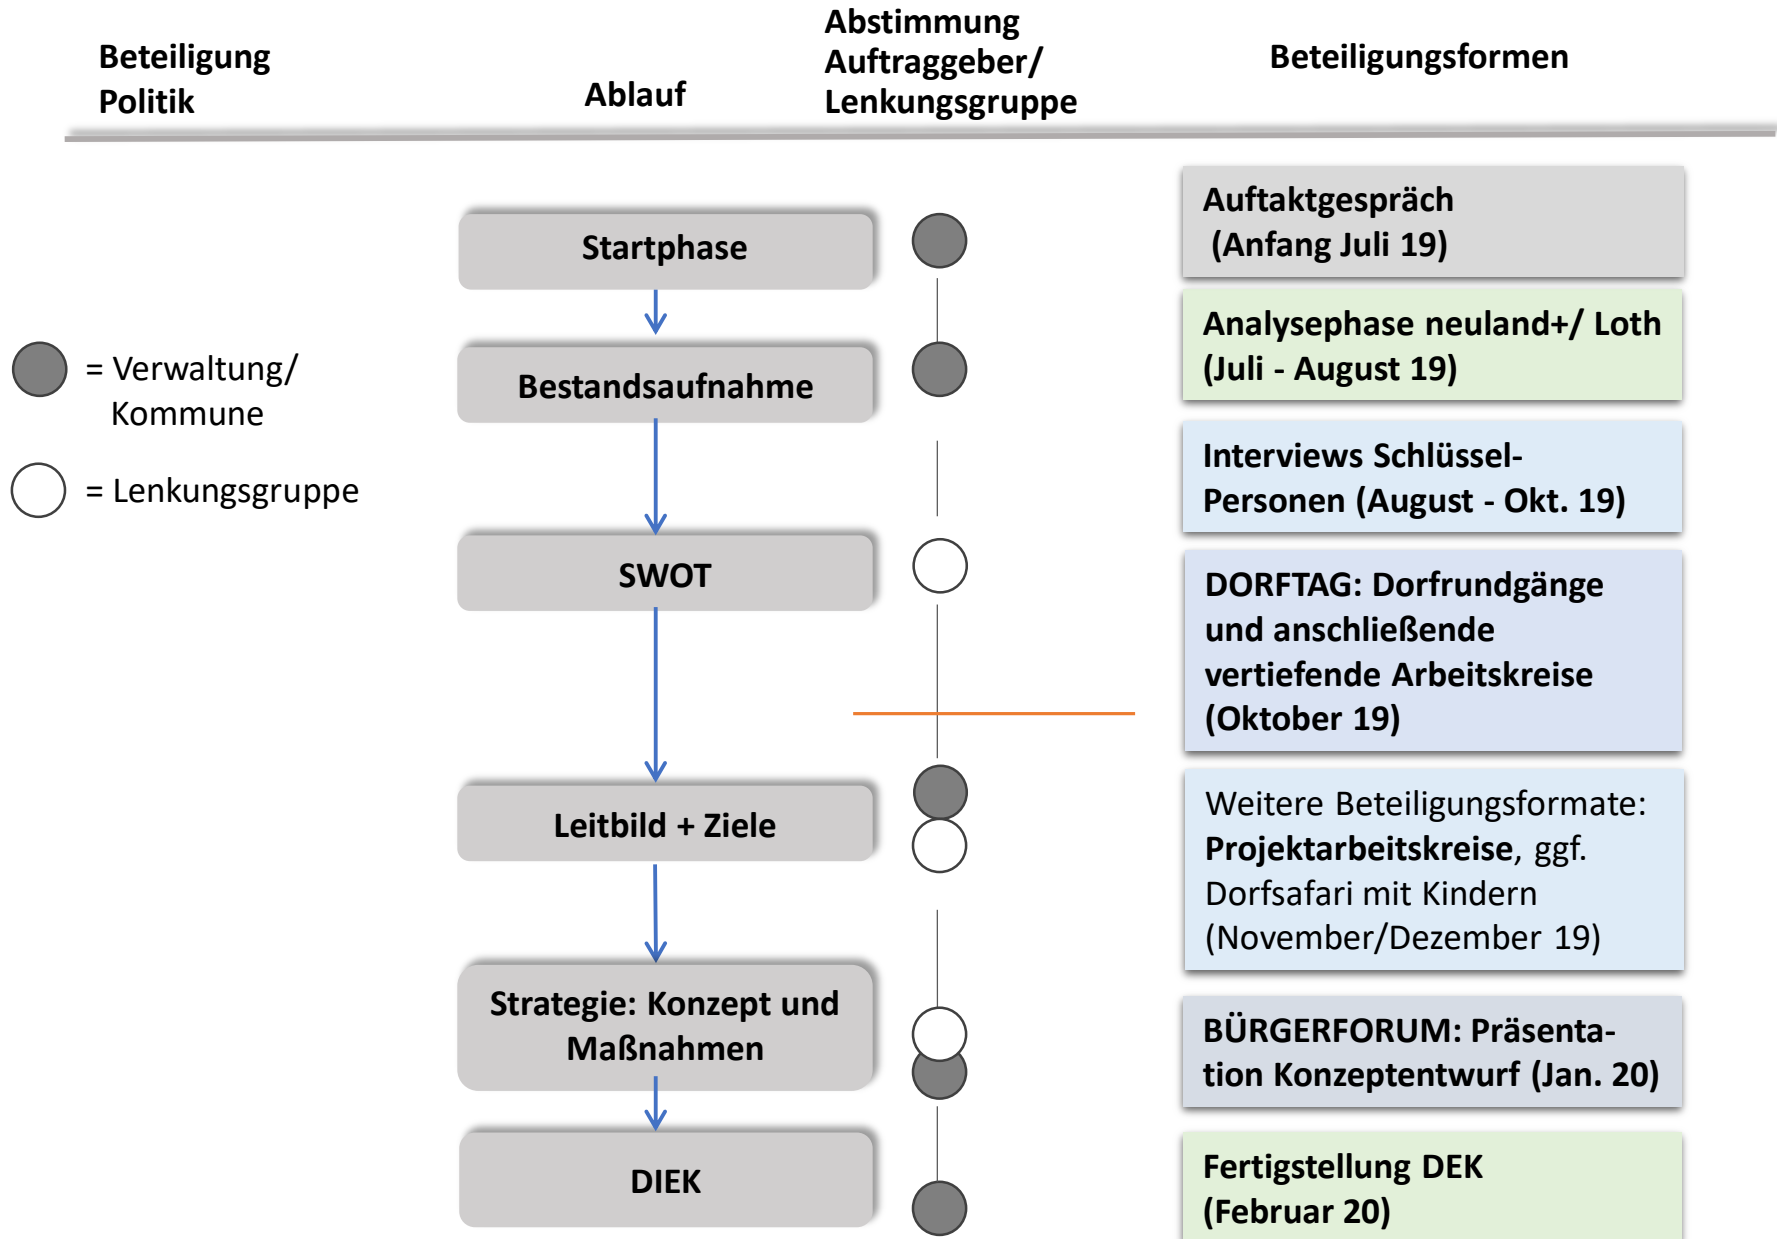 Beteiligung
Politik
Ablauf
Abstimmung
Auftraggeber/
Lenkungsgruppe
Beteiligungsformen
= Verwaltung/
Kommune
= Lenkungsgruppe
Startphase
Bestandsaufnahme
SWOT
Leitbild + Ziele
Strategie: Konzept und
Maßnahmen
DIEK
Auftaktgespräch
(Anfang Juli 19)
Analysephase neuland+/ Loth
(Juli - August 19)
Interviews Schlüssel-
Personen (August - Okt. 19)
DORFTAG: Dorfrundgänge
und anschließende
vertiefende Arbeitskreise
(Oktober 19)
Weitere Beteiligungsformate:
Projektarbeitskreise, ggf.
Dorfsafari mit Kindern
(November/Dezember 19)
BÜRGERFORUM: Präsenta-
tion Konzeptentwurf (Jan. 20)
Fertigstellung DEK
(Februar 20)